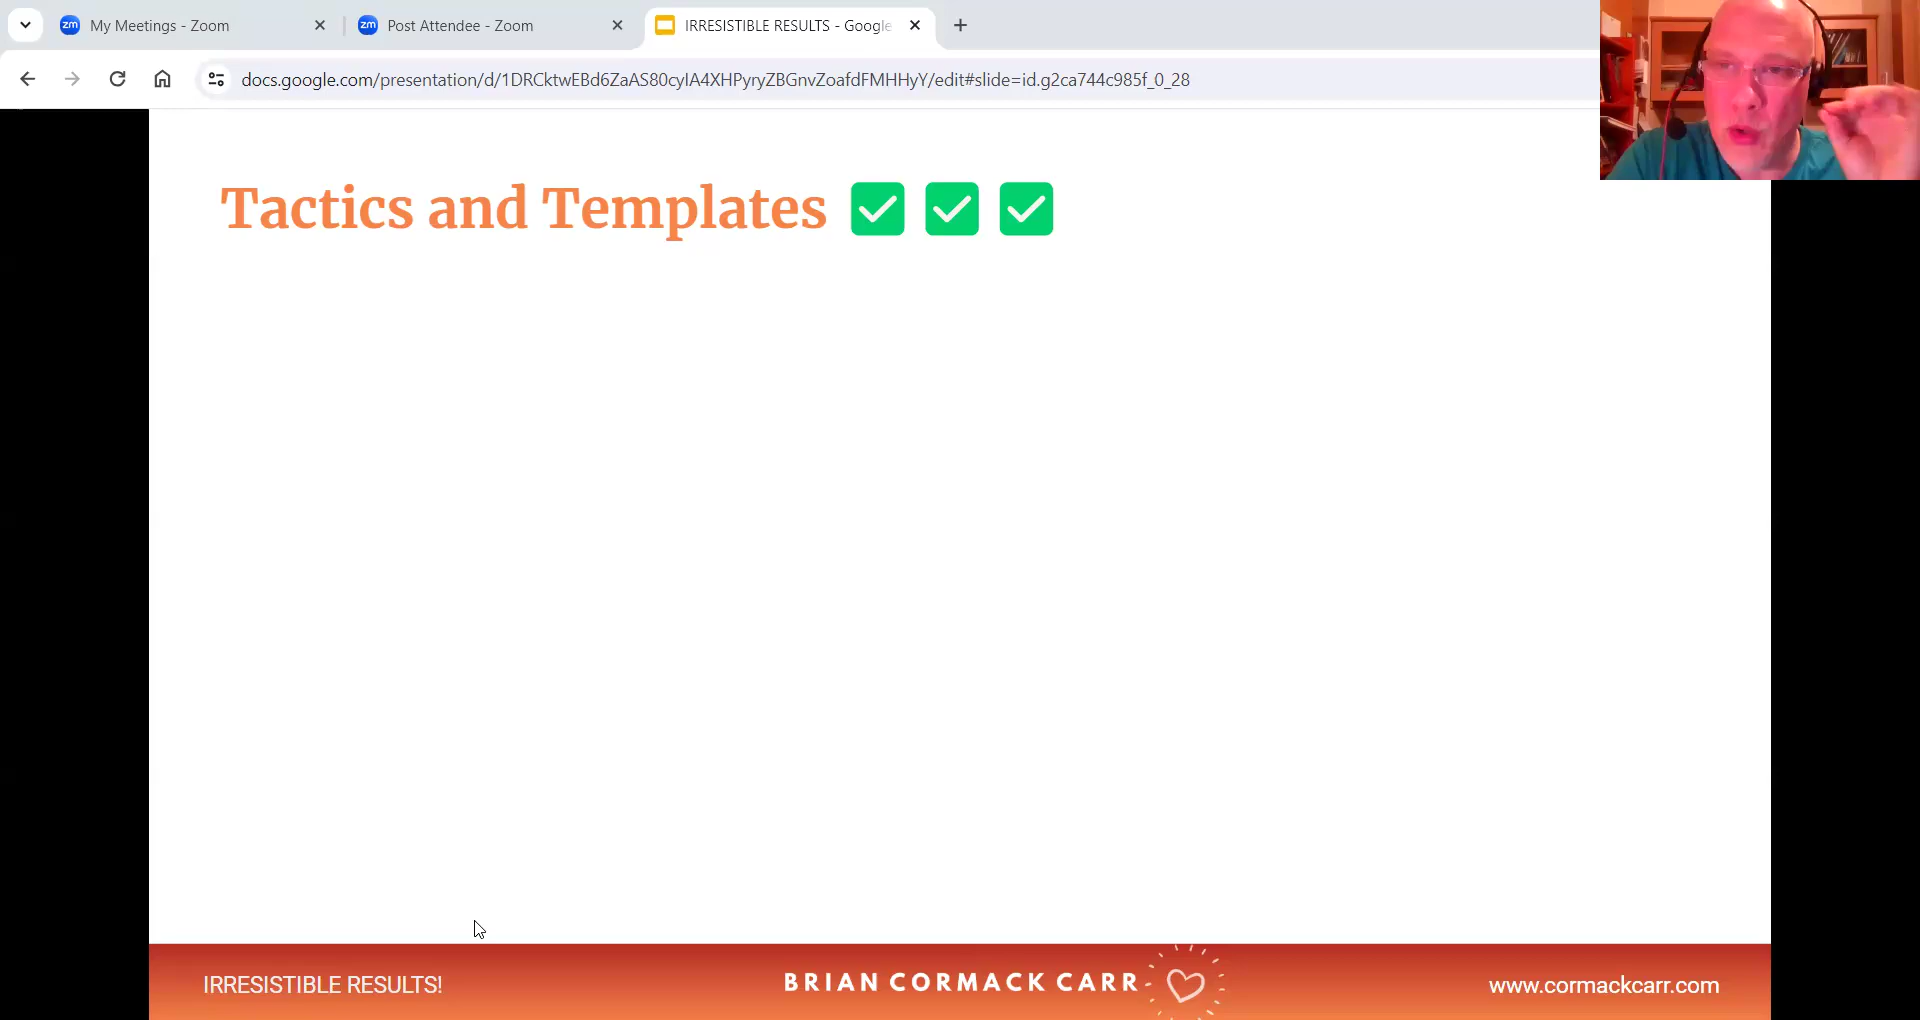 My Meetings - Zoom
Post Attendee - Zoom
IRRESISTIBLE RESULTS - Google
docs.google.com/presentation/d/1DRCktwEBd6ZaAS80cyIA4XHPyryZBGnvZoafdFMHHyY/edit#slide=id.g2ca744c985f_0_28
Tactics and Templates
IRRESISTIBLE RESULTS!
BRIAN CORMACK CARR
www.cormackcarr.com